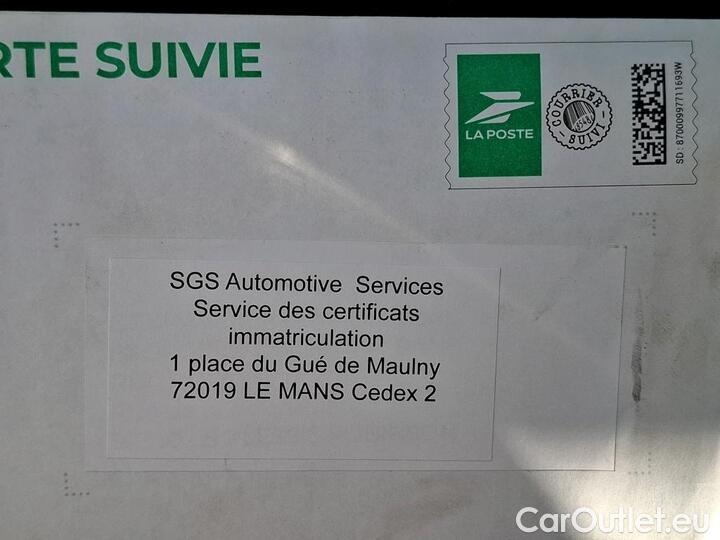 RTE SUIVIE
LA POSTE
COURRIER
SUIVI
SD : 87000997711693W
SGS Automotive Services
Service des certificats
immatriculation
1 place du Gué de Maulny
72019 LE MANS Cedex 2
CarOutlet.eu